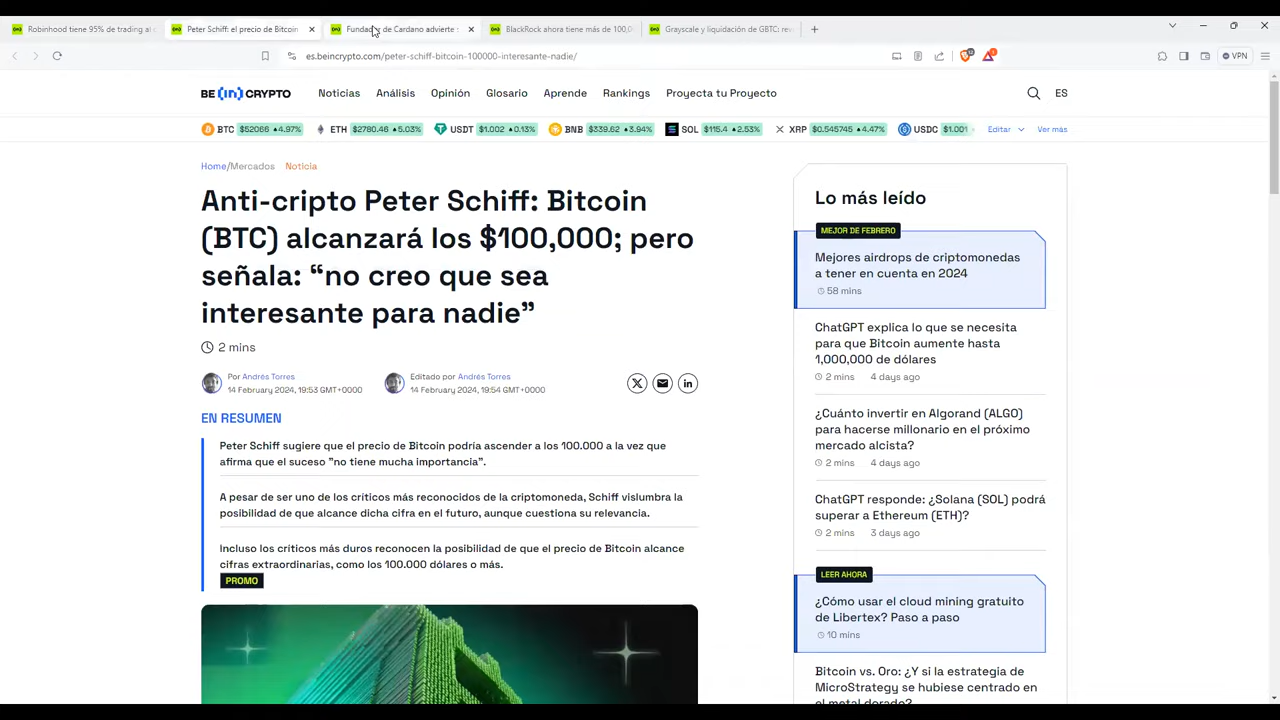 Robinhood tiene 95% de trading al
Peter Schiff: el precio de Bitcoin
Fundador de Cardano advierte
BlackRock ahora tiene más de 100,0
Grayscale y liquidación de GBTC: rev
es.beincrypto.com/peter-schiff-bitcoin-100000-interesante-nadie/
VPN
BE[IN]CRYPTO
Noticias
Análisis
Opinión
Glosario
Aprende
Rankings
Proyecta tu Proyecto
ES
BTC $52066 ▲4.97%
ETH $2780.46 ▲5.03%
USDT $1.002 ▲0.13%
BNB $339.62 ▲3.94%
SOL $115.4 ▲2.53%
XRP $0.545745 ▲4.47%
USDC $1.001
Editar
Ver más
Home/Mercados Noticia
Anti-cripto Peter Schiff: Bitcoin
(BTC) alcanzará los $100,000; pero
señala: “no creo que sea
interesante para nadie”
2 mins
Por Andrés Torres
14 February 2024, 19:53 GMT+0000
Editado por Andrés Torres
14 February 2024, 19:54 GMT+0000
EN RESUMEN
Peter Schiff sugiere que el precio de Bitcoin podría ascender a los 100.000 a la vez que
afirma que el suceso "no tiene mucha importancia".
A pesar de ser uno de los críticos más reconocidos de la criptomoneda, Schiff vislumbra la
posibilidad de que alcance dicha cifra en el futuro, aunque cuestiona su relevancia.
Incluso los críticos más duros reconocen la posibilidad de que el precio de Bitcoin alcance
cifras extraordinarias, como los 100.000 dólares o más.
PROMO
Lo más leído
MEJOR DE FEBRERO
Mejores airdrops de criptomonedas
a tener en cuenta en 2024
58 mins
ChatGPT explica lo que se necesita
para que Bitcoin aumente hasta
1,000,000 de dólares
2 mins 4 days ago
¿Cuánto invertir en Algorand (ALGO)
para hacerse millonario en el próximo
mercado alcista?
2 mins 4 days ago
ChatGPT responde: ¿Solana (SOL) podrá
superar a Ethereum (ETH)?
2 mins 3 days ago
LEER AHORA
¿Cómo usar el cloud mining gratuito
de Libertex? Paso a paso
10 mins
Bitcoin vs. Oro: ¿Y si la estrategia de
MicroStrategy se hubiese centrado en
el metal dorado?